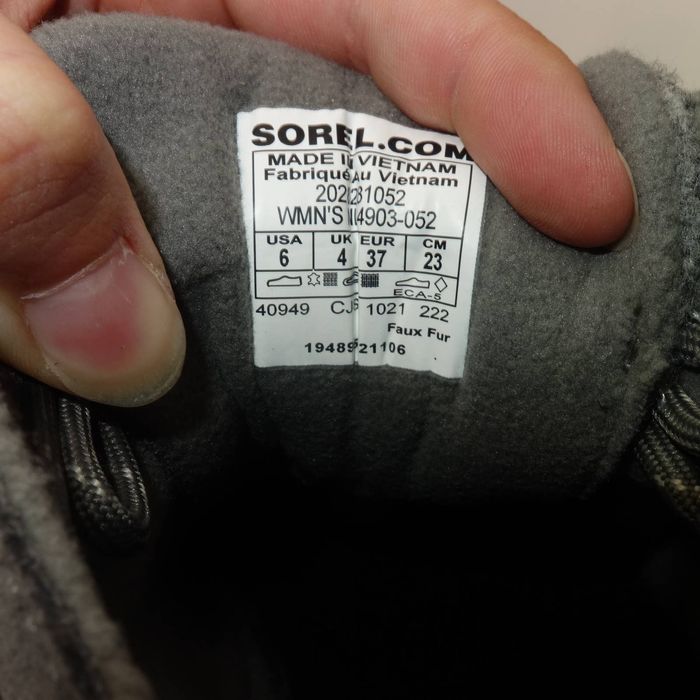 SOREL.COM
MADE IN VIETNAM
Fabriqué Au Vietnam
WMN'S
USA UK EUR CM
6 4 37 23
ECA-5
40949 1021 222
Faux Fur